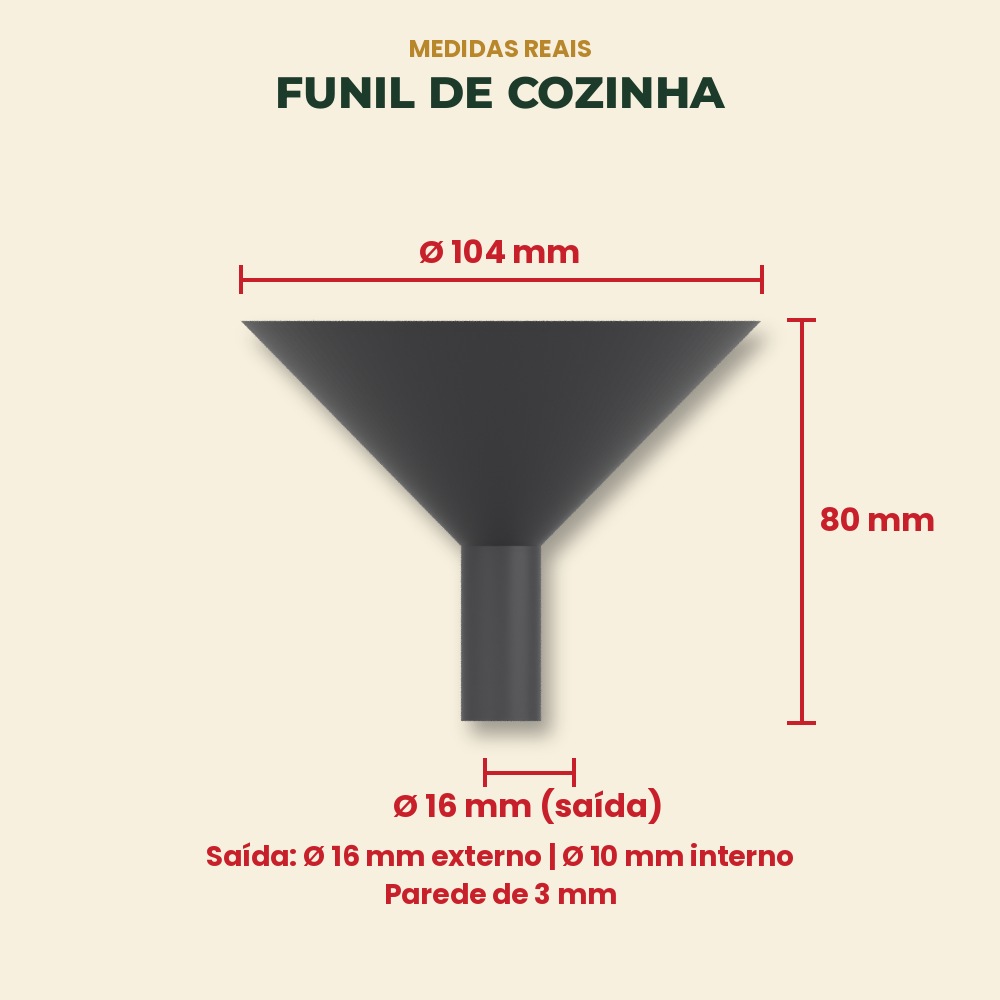 MEDIDAS REAIS
FUNIL DE COZINHA
Ø 104 mm
80 mm
Ø 16 mm (saída)
Saída: Ø 16 mm externo | Ø 10 mm interno
Parede de 3 mm